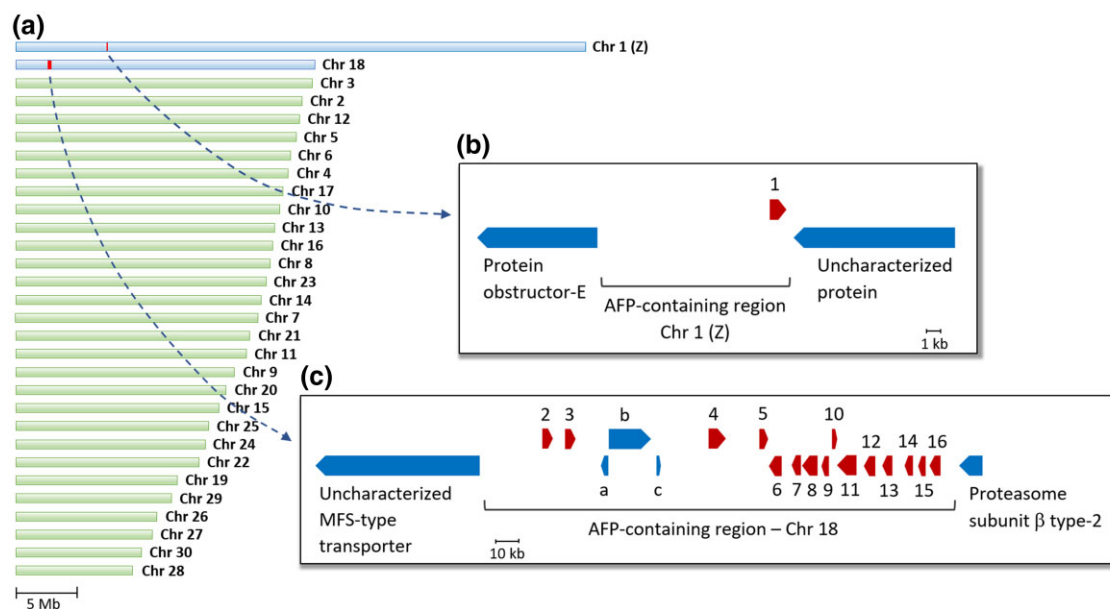 (a)
Chr 1 (Z)
Chr 18
Chr 3
Chr 2
Chr 12
Chr 5
Chr 6
Chr 4
Chr 17
Chr 10
Chr 13
Chr 16
Chr 8
Chr 23
Chr 14
Chr 7
Chr 21
Chr 11
Chr 9
Chr 20
Chr 15
Chr 25
Chr 24
Chr 22
Chr 19
Chr 29
Chr 26
Chr 27
Chr 30
Chr 28
5 Mb
(b)
1
Protein
obstructor-E
Uncharacterized
protein
AFP-containing region
Chr 1 (Z)
1 kb
(c)
2 3 b 4 5 10
12 14 16
a c 6 7 8 9 11 13 15
Uncharacterized
MFS-type
transporter
AFP-containing region – Chr 18
Proteasome
subunit β type-2
10 kb